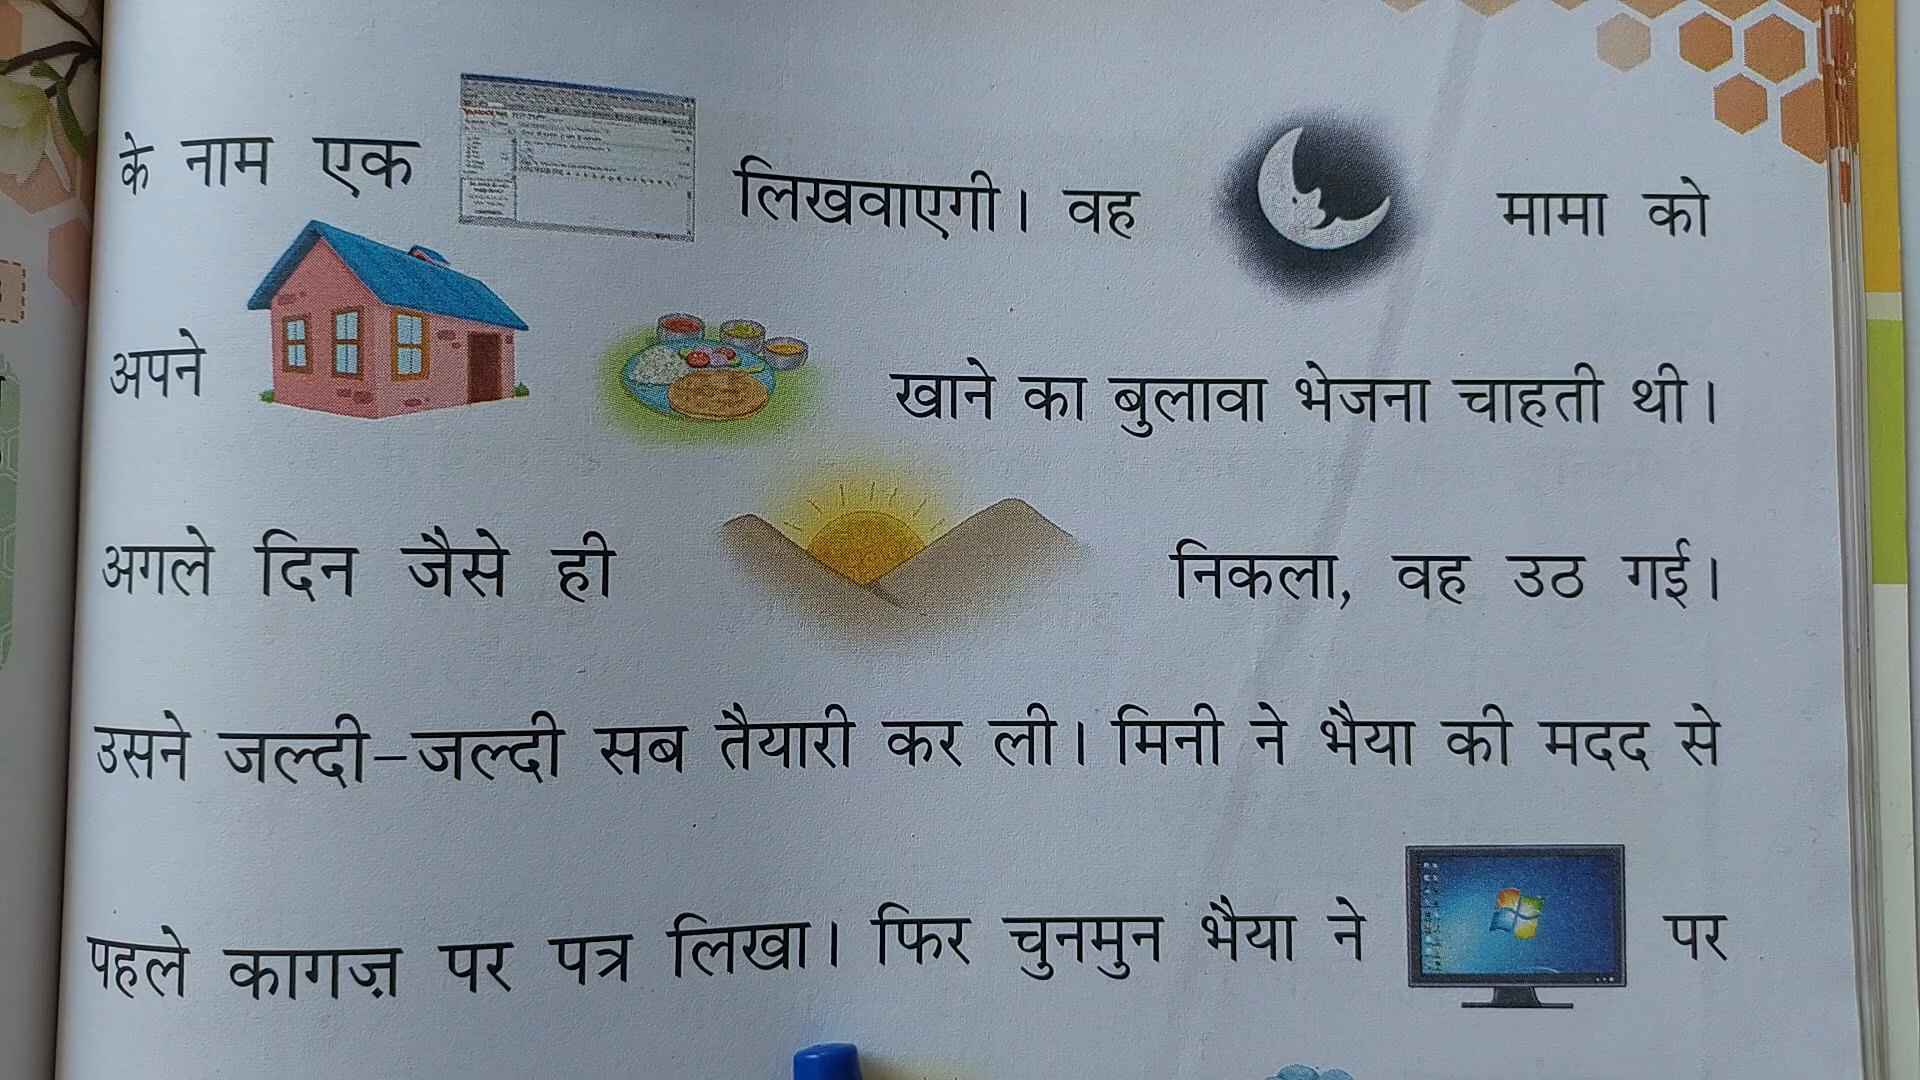 के नाम एक लिखवाएगी। वह मामा को
अपने खाने का बुलावा भेजना चाहती थी।
अगले दिन जैसे ही निकला, वह उठ गई।
उसने जल्दी-जल्दी सब तैयारी कर ली। मिनी ने भैया की मदद से
पहले कागज़ पर पत्र लिखा। फिर चुनमुन भैया ने पर